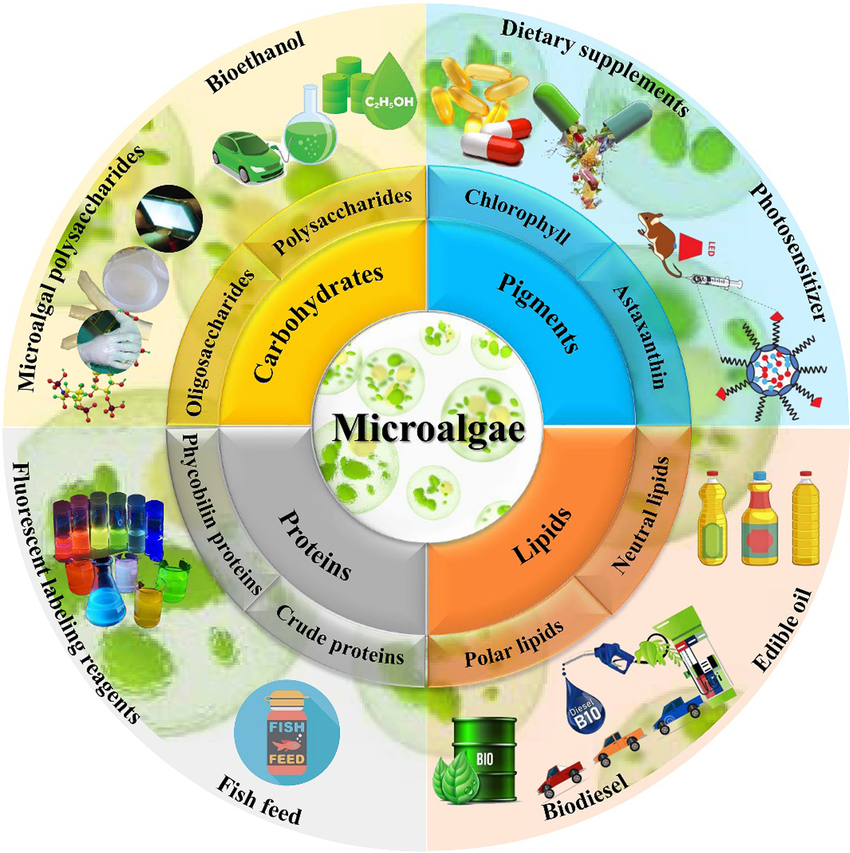 Bioethanol
C₂H₅OH
Microalgal polysaccharides
Polysaccharides
Oligosaccharides
Carbohydrates
Dietary supplements
Photosensitizer
LED
Chlorophyll
Astaxanthin
Pigments
Microalgae
Proteins
Phycobilin proteins
Crude proteins
Fluorescent labeling reagents
Fish feed
FISH
FEED
Lipids
Neutral lipids
Polar lipids
Edible oil
Biodiesel
Diesel
B10
BIO